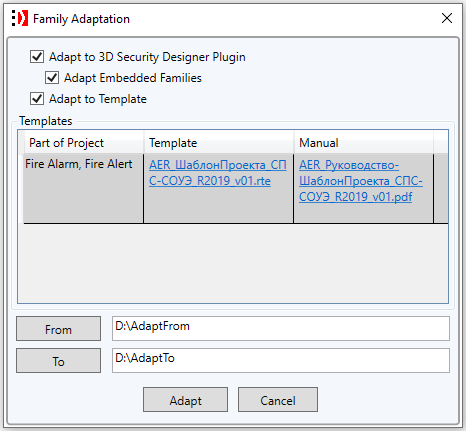 Family Adaptation
Adapt to 3D Security Designer Plugin
Adapt Embedded Families
Adapt to Template
Templates
Part of Project Template Manual
Fire Alarm, Fire Alert
AER_ШаблонПроекта_СП
С-СОУЭ_R2019_v01.rte
AER_Руководство-
ШаблонПроекта_СПС-
СОУЭ_R2019_v01.pdf
From D:\AdaptFrom
To D:\AdaptTo
Adapt Cancel